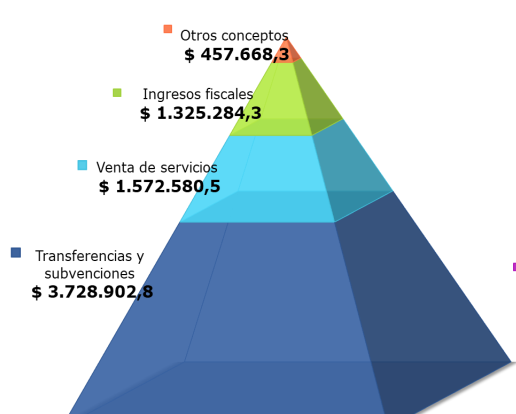 Otros conceptos
$ 457.668,3
Ingresos fiscales
$ 1.325.284,3
Venta de servicios
$ 1.572.580,5
Transferencias y
subvenciones
$ 3.728.902,8